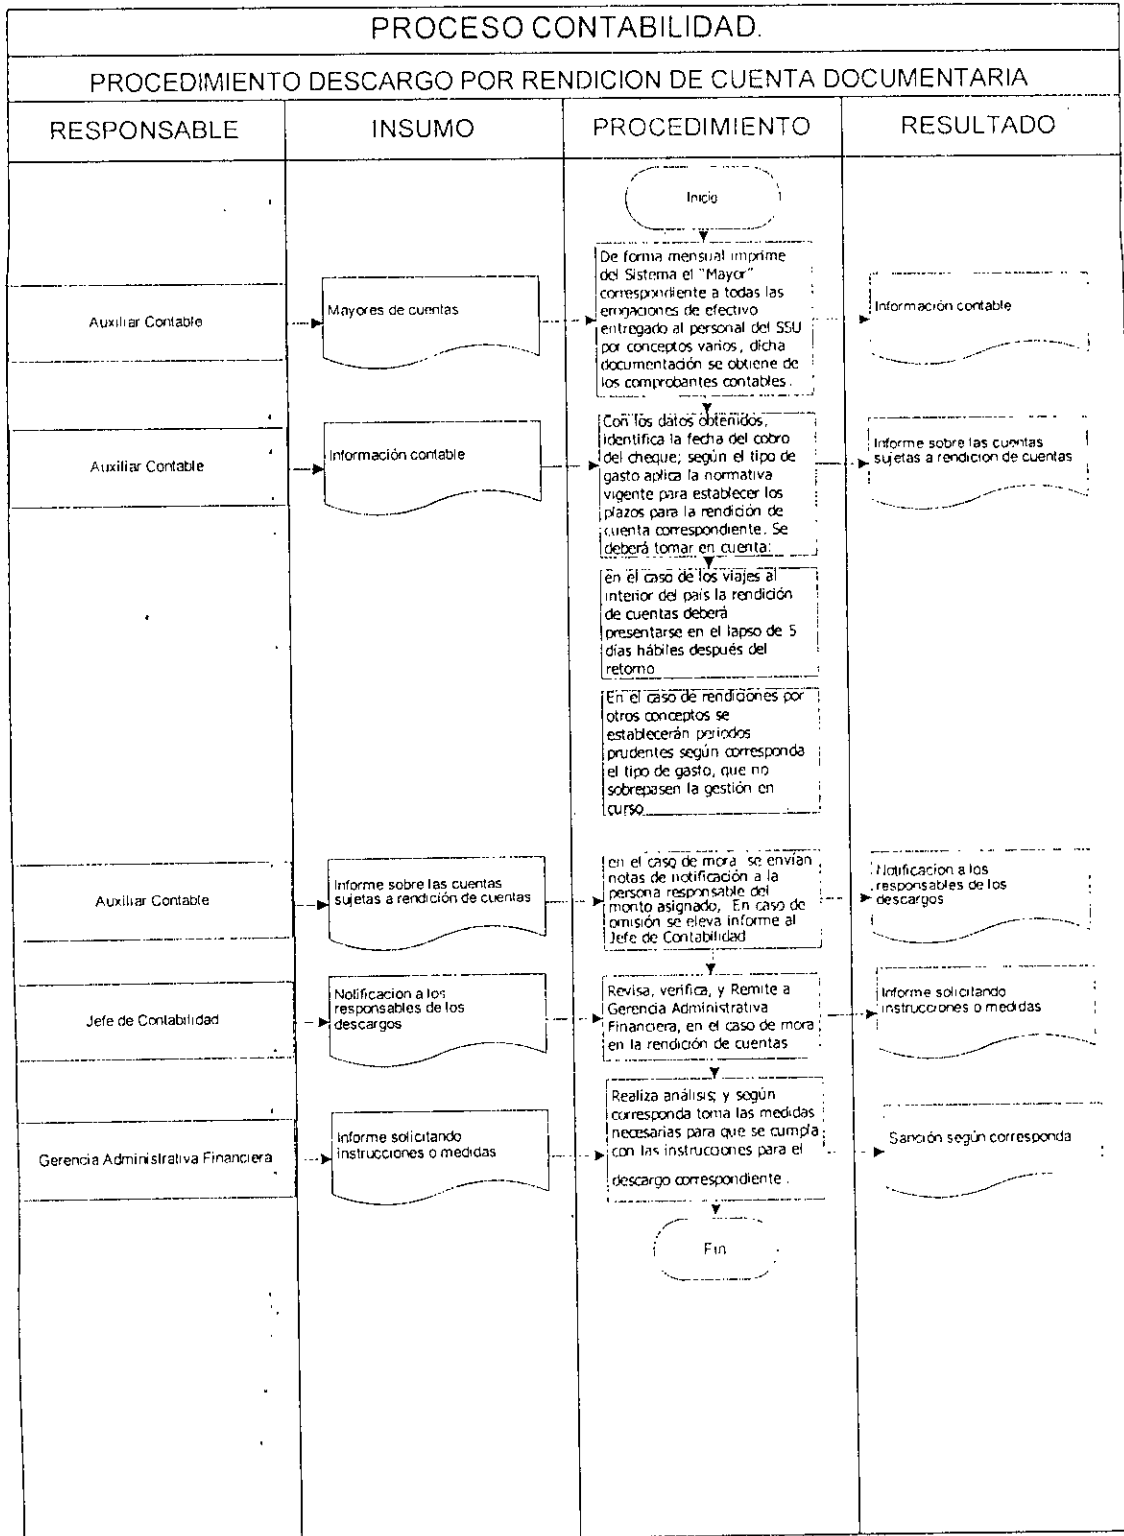 PROCESO CONTABILIDAD.
PROCEDIMIENTO DESCARGO POR RENDICION DE CUENTA DOCUMENTARIA
RESPONSABLE
INSUMO
PROCEDIMIENTO
RESULTADO
Inicio
Auxiliar Contable
Mayores de cuentas
De forma mensual imprime
del Sistema el "Mayor"
correspondiente a todas las
erogaciones de efectivo
entregado al personal del SSU
por conceptos varios, dicha
documentación se obtiene de
los comprobantes contables.
Información contable
Auxiliar Contable
Información contable
Con los datos obtenidos,
identifica la fecha del cobro
del cheque; según el tipo de
gasto aplica la normativa
vigente para establecer los
plazos para la rendición de
cuenta correspondiente. Se
deberá tomar en cuenta:
Informe sobre las cuentas
sujetas a rendicion de cuentas
en el caso de los viajes al
interior del país la rendición
de cuentas deberá
presentarse en el lapso de 5
días hábiles después del
retorno
En el caso de rendiciones por
otros conceptos se
establecerán periodos
prudentes según corresponda
el tipo de gasto, que no
sobrepasen la gestión en
curso
Auxiliar Contable
Informe sobre las cuentas
sujetas a rendición de cuentas
en el caso de mora se envían
notas de notificación a la
persona responsable del
monto asignado, En caso de
omisión se eleva informe al
Jefe de Contabilidad
Notificacion a los
responsables de los
descargos
Jefe de Contabilidad
Notificacion a los
responsables de los
descargos
Revisa, verifica, y Remite a
Gerencia Administrativa
Financiera, en el caso de mora
en la rendición de cuentas
Informe solicitando
instrucciones o medidas
Gerencia Administrativa Financiera
Informe solicitando
instrucciones o medidas
Realiza análisis; y según
corresponda toma las medidas
necesarias para que se cumpla
con las instrucciones para el
descargo correspondiente.
Sanción según corresponda
Fin